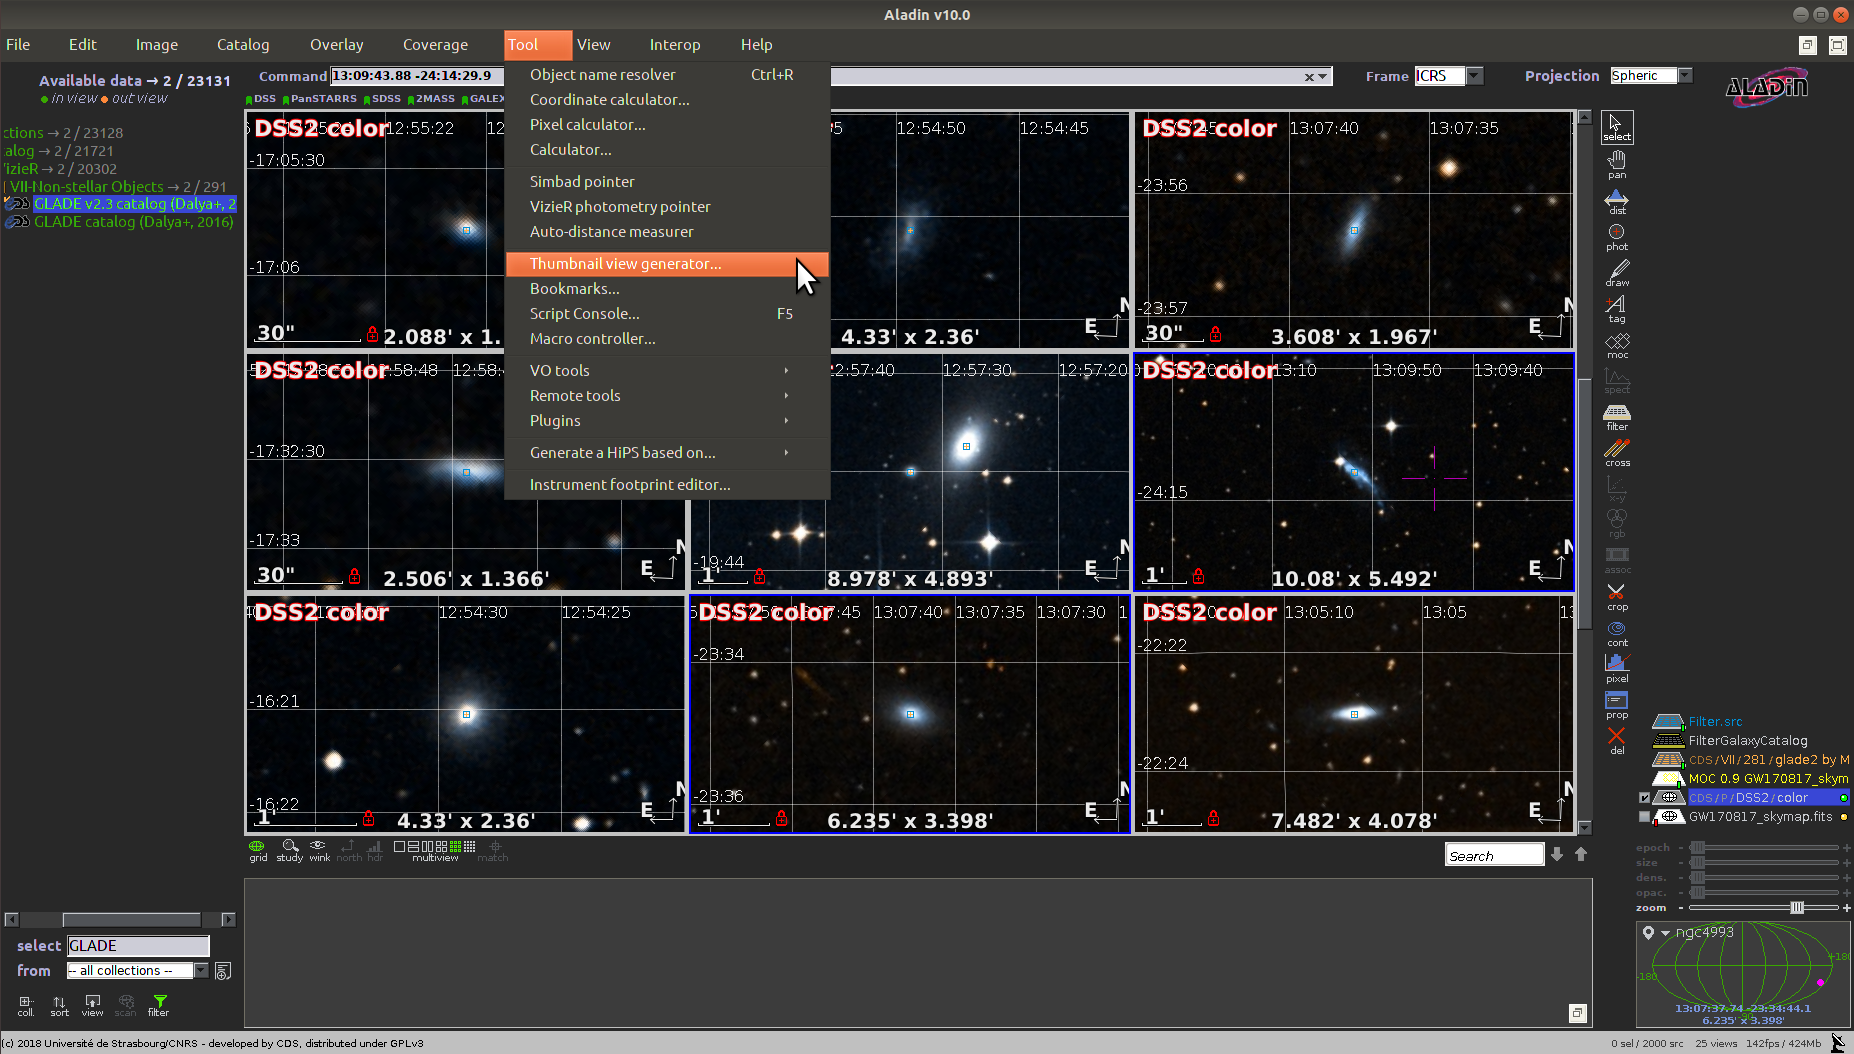 Aladin v10.0
File Edit Image Catalog Overlay Coverage Tool View Interop Help
Available data → 2 / 23131
in view out view
Command 13:09:43.88 -24:14:29.9
Frame ICRS Projection Spheric
ALADIN
DSS PanSTARRS SDSS 2MASS GALEX
ctions → 2 / 23128
alog → 2 / 21721
VizieR → 2 / 20302
VII-Non-stellar Objects → 2 / 291
GLADE v2.3 catalog (Dalya+, 2
GLADE catalog (Dalya+, 2016)
Object name resolver Ctrl+R
Coordinate calculator...
Pixel calculator...
Calculator...
Simbad pointer
VizieR photometry pointer
Auto-distance measurer
Thumbnail view generator...
Bookmarks...
Script Console... F5
Macro controller...
VO tools
Remote tools
Plugins
Generate a HiPS based on...
Instrument footprint editor...
DSS2 color
12:55:22
-17:05:30
-17:06
30"
2.088' x 1.
12:54:50 12:54:45
4.33' x 2.36'
E N
DSS2 color
13:07:40 13:07:35
-23:56
-23:57
30"
3.608' x 1.967'
E N
DSS2 color
12:58:48 12:58:
-17:32:30
-17:33
30"
2.506' x 1.366'
E N
12:57:40 12:57:30 12:57:20
-19:44
1'
8.978' x 4.893'
E N
DSS2 color
13:10 13:09:50 13:09:40
-24:15
1'
10.08' x 5.492'
E N
DSS2 color
12:54:30 12:54:25
-16:21
-16:22
1'
4.33' x 2.36'
E N
DSS2 color
13:07:45 13:07:40 13:07:35 13:07:30
-23:34
-23:36
1'
6.235' x 3.398'
E N
DSS2 color
13:05:10 13:05
-22:22
-22:24
1'
7.482' x 4.078'
E N
select
pan
dist
phot
draw
tag
moc
spect
filter
cross
x-y
rgb
assoc
crop
cont
pixel
prop
del
Filter.src
FilterGalaxyCatalog
CDS/VII/281/glade2 by M
MOC 0.9 GW170817_skym
CDS/P/DSS2/color
GW170817_skymap.fits
grid study wink north hdr multiview match
Search
epoch - +
size - +
dens. - +
opac. - +
zoom - +
ngc4993
-180 +180
-90
13:07:37.74 -23:34:44.1
6.235' x 3.398'
select GLADE
from -- all collections --
coll. sort view scan filter
(c) 2018 Université de Strasbourg/CNRS - developed by CDS, distributed under GPLv3
0 sel / 2000 src 25 views 142fps / 424Mb